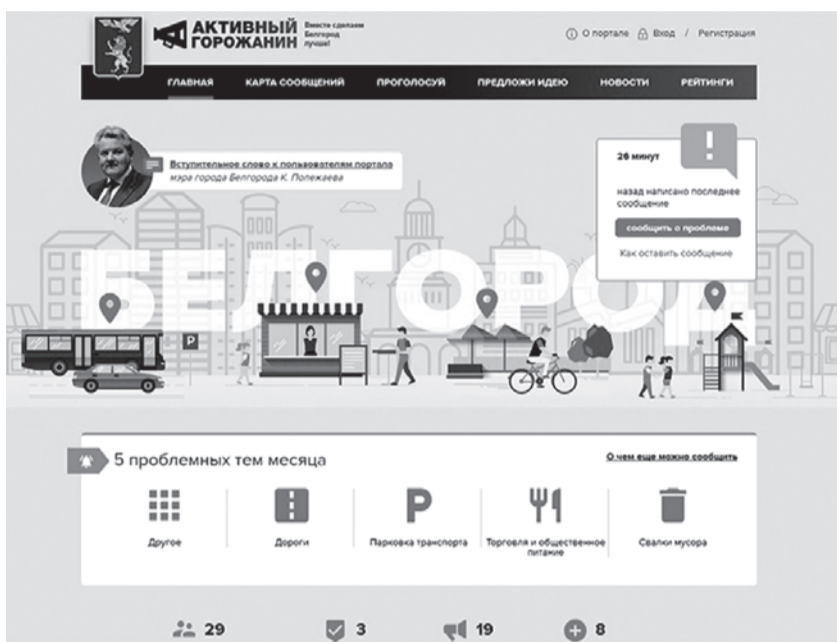 АКТИВНЫЙ
ГОРОЖАНИН
Вместе сделаем
Белгород
лучше!
О портале Вход / Регистрация
ГЛАВНАЯ КАРТА СООБЩЕНИЙ ПРОГОЛОСУЙ ПРЕДЛОЖИ ИДЕЮ НОВОСТИ РЕЙТИНГИ
Вступительное слово к пользователям портала
мэра города Белгорода К. Полежаева
26 минут
назад написано последнее
сообщение
сообщить о проблеме
Как оставить сообщение
БЕЛГОРОД
P
5 проблемных тем месяца
О чем еще можно сообщить
P
Другое Дороги Парковка транспорта Торговля и общественное
питание Свалки мусора
29 3 19 8